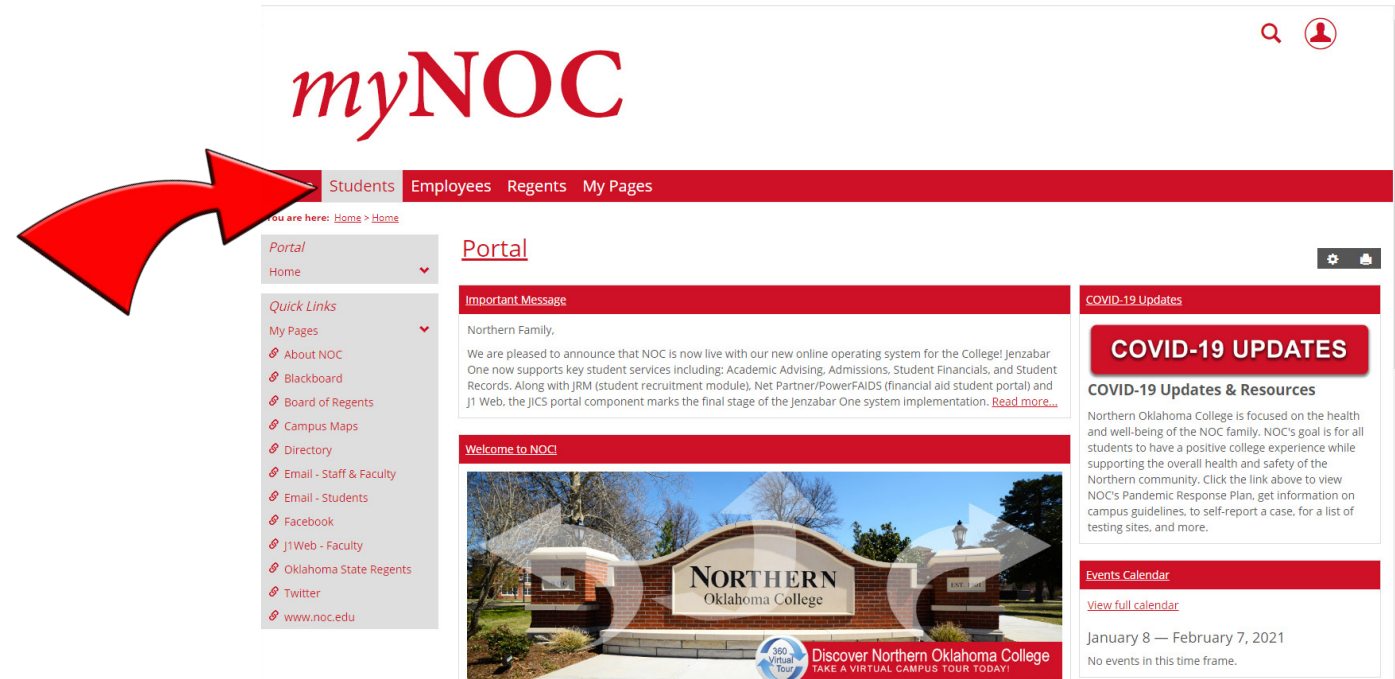 myNOC
Students Employees Regents My Pages
You are here: Home > Home
Portal
Home
Quick Links
My Pages
About NOC
Blackboard
Board of Regents
Campus Maps
Directory
Email - Staff & Faculty
Email - Students
Facebook
J1Web - Faculty
Oklahoma State Regents
Twitter
www.noc.edu
Portal
Important Message
Northern Family,
We are pleased to announce that NOC is now live with our new online operating system for the College! Jenzabar
One now supports key student services including: Academic Advising, Admissions, Student Financials, and Student
Records. Along with JRM (student recruitment module), Net Partner/PowerFAIDS (financial aid student portal) and
J1 Web, the JICS portal component marks the final stage of the Jenzabar One system implementation. Read more...
Welcome to NOC!
NORTHERN
Oklahoma College
EST. 1901
360
Virtual
Tour
Discover Northern Oklahoma College
TAKE A VIRTUAL CAMPUS TOUR TODAY!
COVID-19 Updates
COVID-19 UPDATES
COVID-19 Updates & Resources
Northern Oklahoma College is focused on the health
and well-being of the NOC family. NOC's goal is for all
students to have a positive college experience while
supporting the overall health and safety of the
Northern community. Click the link above to view
NOC's Pandemic Response Plan, get information on
campus guidelines, to self-report a case, for a list of
testing sites, and more.
Events Calendar
View full calendar
January 8 — February 7, 2021
No events in this time frame.